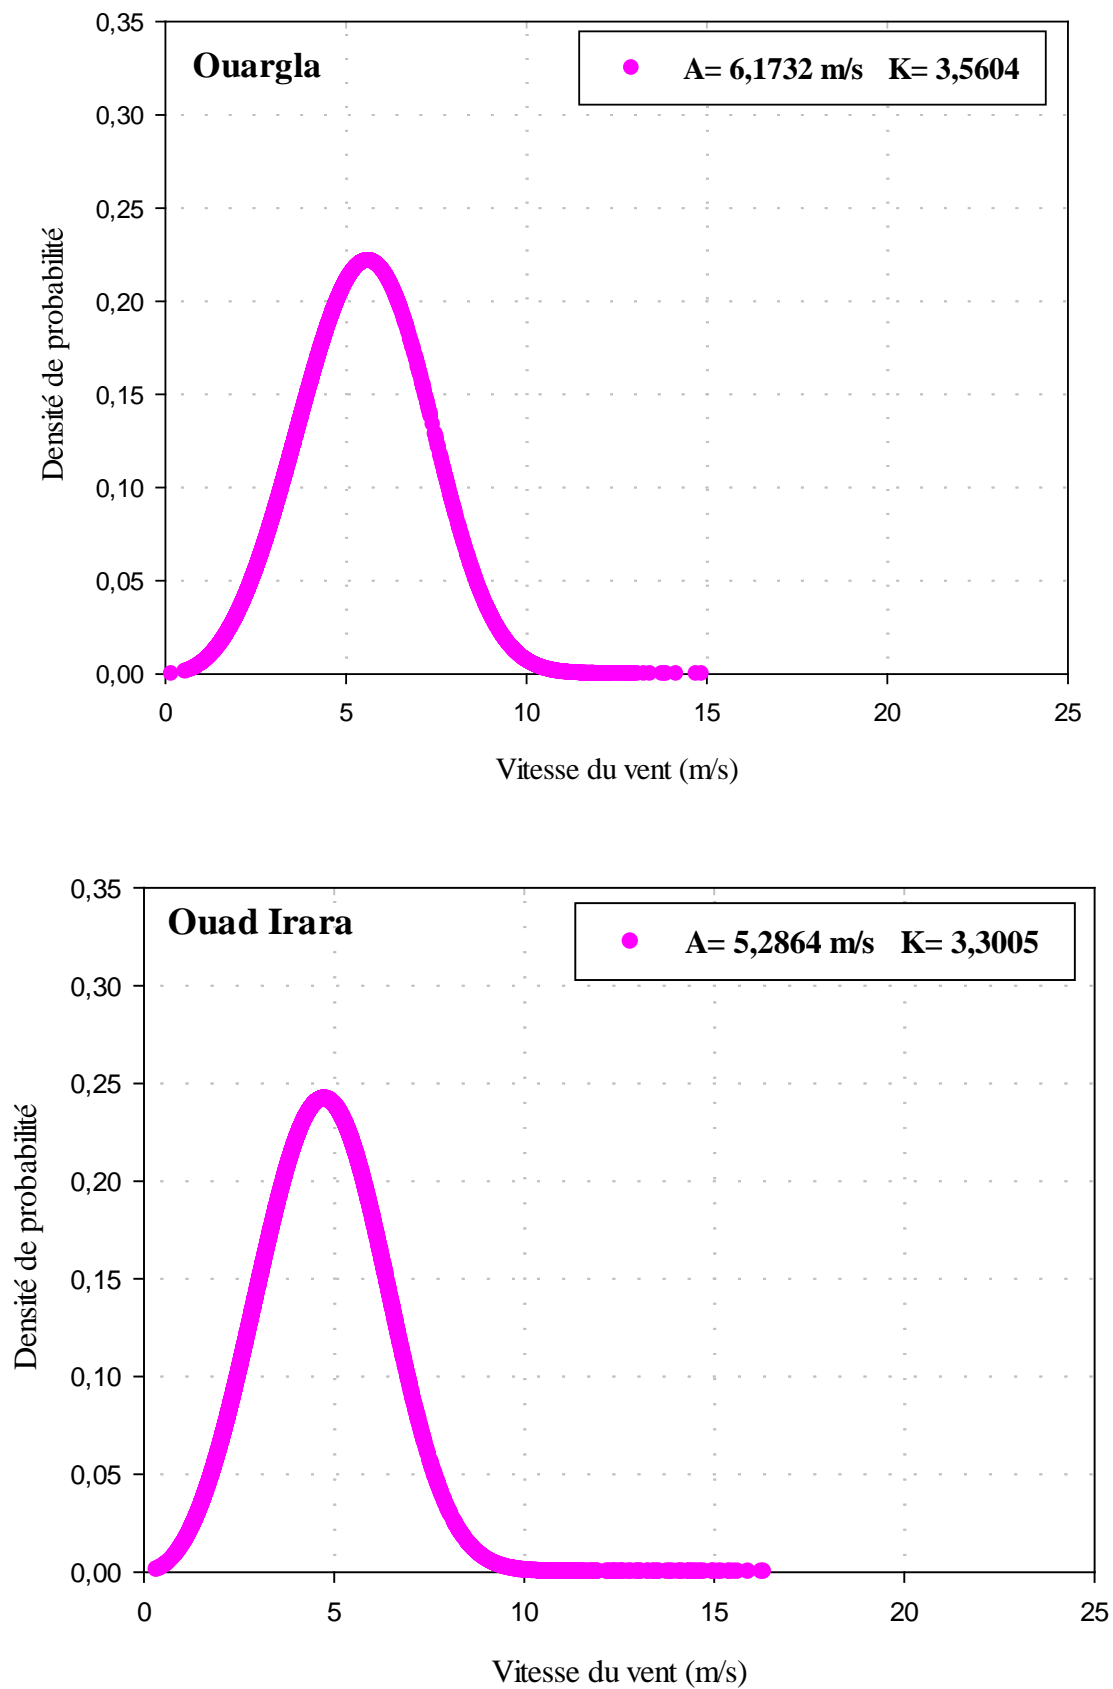 0,35
Ouargla
A= 6,1732 m/s K= 3,5604
0,30
0,25
0,20
0,15
0,10
0,05
0,00
Densité de probabilité
0 5 10 15 20 25
Vitesse du vent (m/s)
0,35
Ouad Irara
A= 5,2864 m/s K= 3,3005
0,30
0,25
0,20
0,15
0,10
0,05
0,00
Densité de probabilité
0 5 10 15 20 25
Vitesse du vent (m/s)